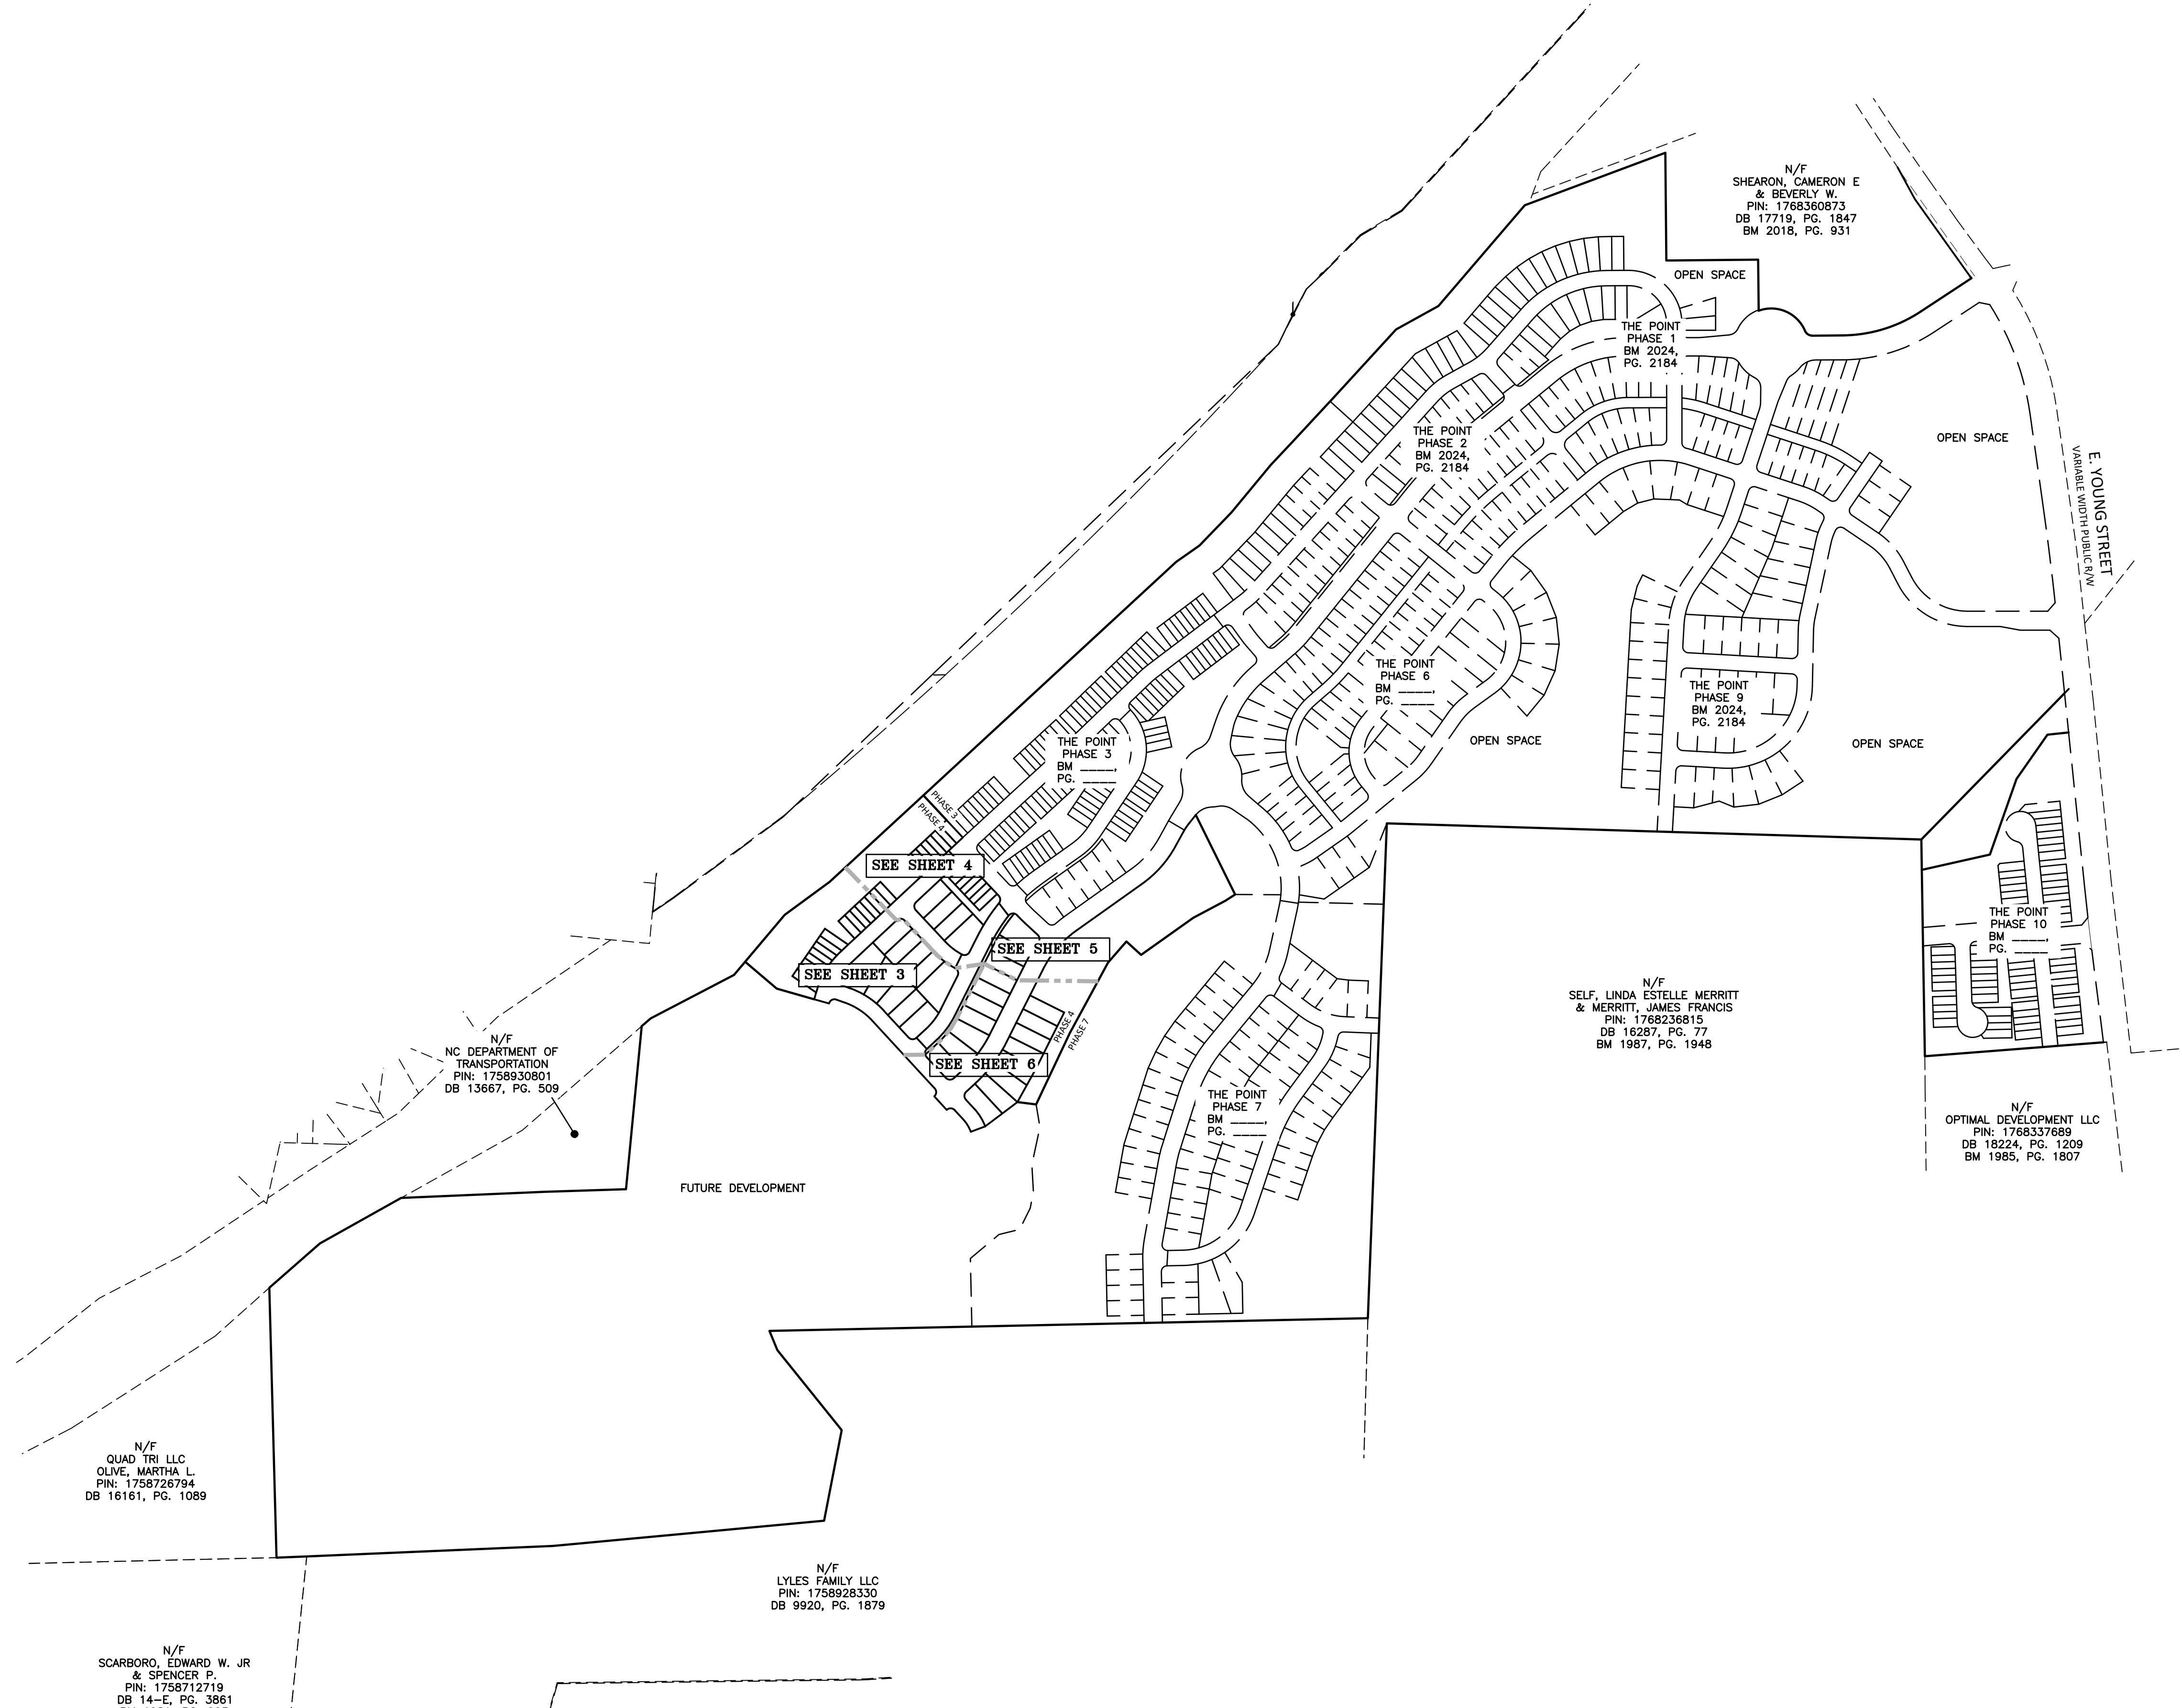 N/F
SHEARON, CAMERON E
& BEVERLY W.
PIN: 1768360873
DB 17719, PG. 1847
BM 2018, PG. 931
OPEN SPACE
THE POINT
PHASE 1
BM 2024,
PG. 2184
THE POINT
PHASE 2
BM 2024,
PG. 2184
OPEN SPACE
E. YOUNG STREET
VARIABLE WIDTH PUBLIC R/W
THE POINT
PHASE 6
BM ____,
PG. ____
THE POINT
PHASE 9
BM 2024,
PG. 2184
OPEN SPACE
OPEN SPACE
THE POINT
PHASE 3
BM ____,
PG. ____
PHASE 3
PHASE 4
SEE SHEET 4
SEE SHEET 5
SEE SHEET 3
SEE SHEET 6
PHASE 4
PHASE 7
THE POINT
PHASE 10
BM ____,
PG. ____
N/F
SELF, LINDA ESTELLE MERRITT
& MERRITT, JAMES FRANCIS
PIN: 1768236815
DB 16287, PG. 77
BM 1987, PG. 1948
N/F
NC DEPARTMENT OF
TRANSPORTATION
PIN: 1758930801
DB 13667, PG. 509
THE POINT
PHASE 7
BM ____,
PG. ____
N/F
OPTIMAL DEVELOPMENT LLC
PIN: 1768337689
DB 18224, PG. 1209
BM 1985, PG. 1807
FUTURE DEVELOPMENT
N/F
QUAD TRI LLC
OLIVE, MARTHA L.
PIN: 1758726794
DB 16161, PG. 1089
N/F
LYLES FAMILY LLC
PIN: 1758928330
DB 9920, PG. 1879
N/F
SCARBORO, EDWARD W. JR
& SPENCER P.
PIN: 1758712719
DB 14-E, PG. 3861